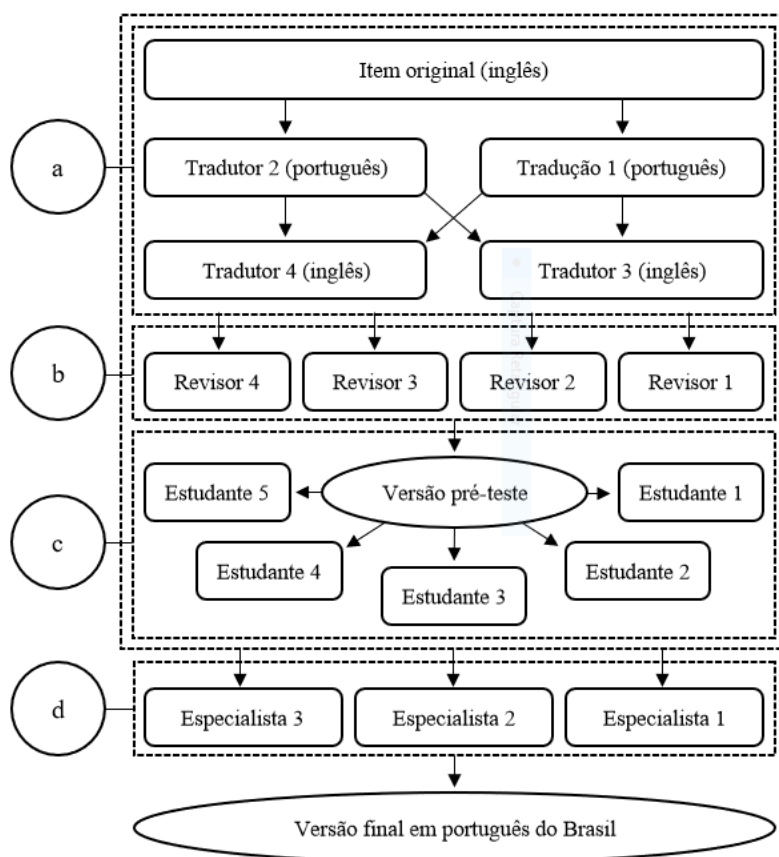 Item original (inglês)
a
Tradutor 2 (português)
Tradução 1 (português)
Tradutor 4 (inglês)
Tradutor 3 (inglês)
b
Revisor 4
Revisor 3
Revisor 2
Revisor 1
c
Estudante 5
Versão pré-teste
Estudante 1
Estudante 4
Estudante 2
Estudante 3
d
Especialista 3
Especialista 2
Especialista 1
Versão final em português do Brasil